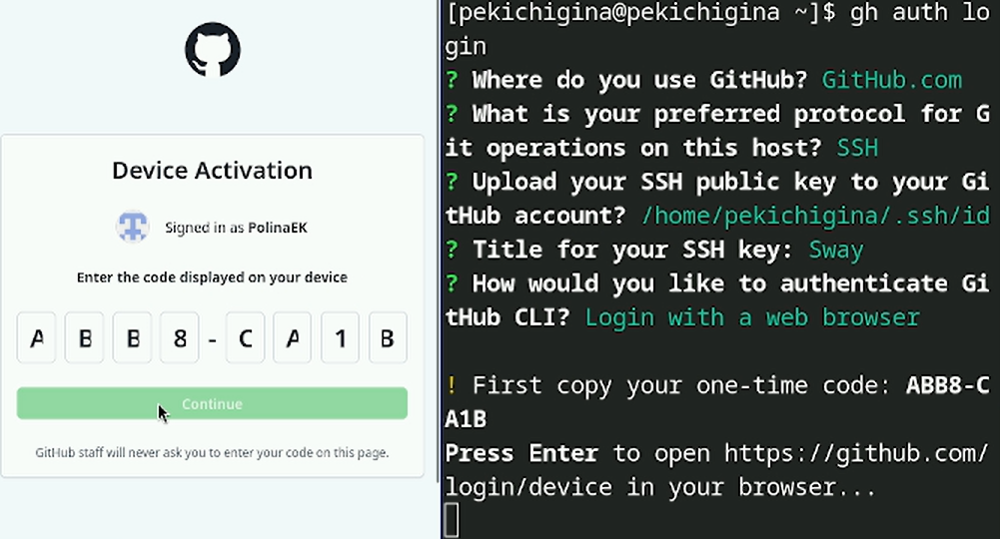 Device Activation
Signed in as PolinaEK
Enter the code displayed on your device
A B B 8 - C A 1 B
Continue
GitHub staff will never ask you to enter your code on this page.
[pekichigina@pekichigina ~]$ gh auth lo
gin
? Where do you use GitHub? GitHub.com
? What is your preferred protocol for G
it operations on this host? SSH
? Upload your SSH public key to your Gi
tHub account? /home/pekichigina/.ssh/id
? Title for your SSH key: Sway
? How would you like to authenticate Gi
tHub CLI? Login with a web browser
! First copy your one-time code: ABB8-C
A1B
Press Enter to open https://github.com/
login/device in your browser...